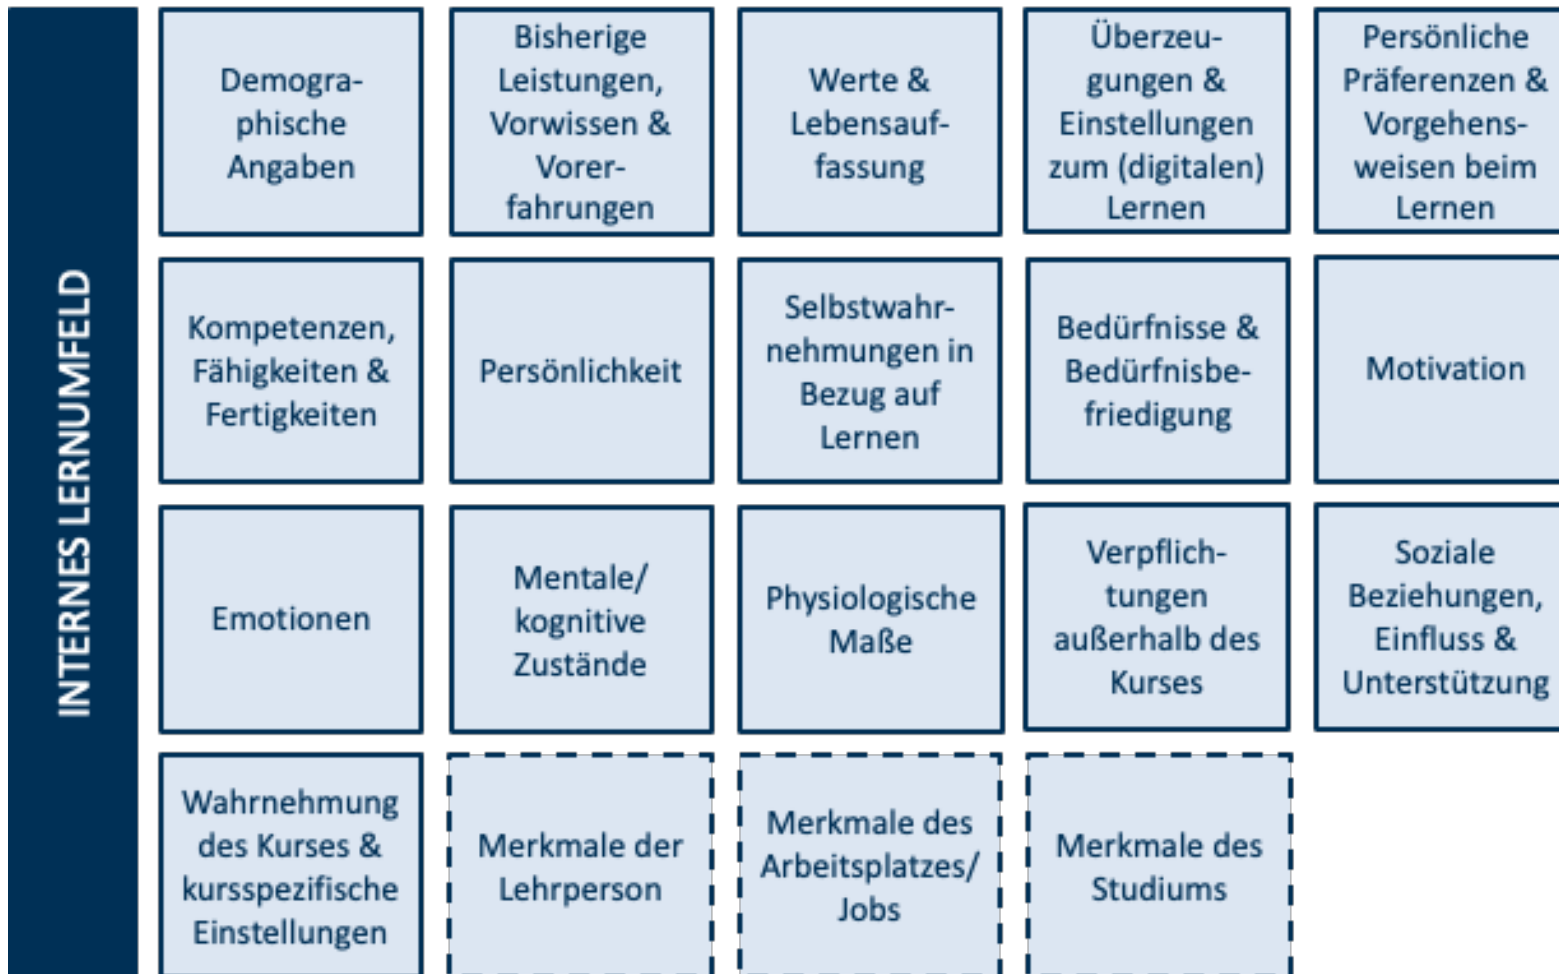 INTERNES LERNUMFELD
Demogra-
phische
Angaben
Bisherige
Leistungen,
Vorwissen &
Vorer-
fahrungen
Werte &
Lebensauf-
fassung
Überzeu-
gungen &
Einstellungen
zum (digitalen)
Lernen
Persönliche
Präferenzen &
Vorgehens-
weisen beim
Lernen
Kompetenzen,
Fähigkeiten &
Fertigkeiten
Persönlichkeit
Selbstwahr-
nehmungen in
Bezug auf
Lernen
Bedürfnisse &
Bedürfnisbe-
friedigung
Motivation
Emotionen
Mentale/
kognitive
Zustände
Physiologische
Maße
Verpflich-
tungen
außerhalb des
Kurses
Soziale
Beziehungen,
Einfluss &
Unterstützung
Wahrnehmung
des Kurses &
kursspezifische
Einstellungen
Merkmale der
Lehrperson
Merkmale des
Arbeitsplatzes/
Jobs
Merkmale des
Studiums